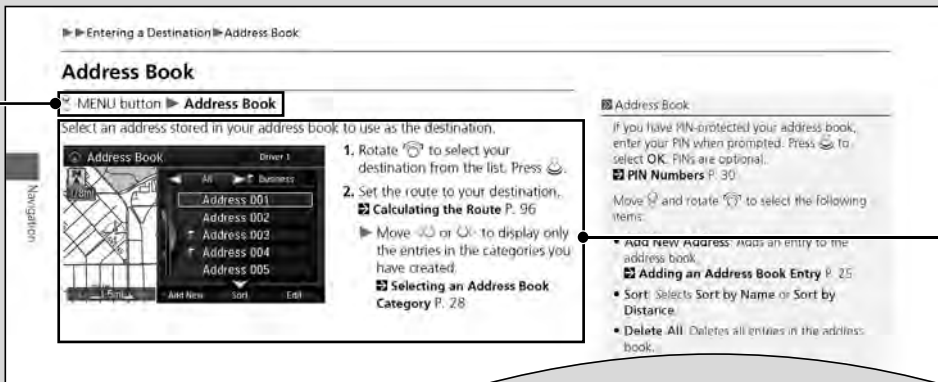 Entering a Destination Address Book
Address Book
MENU button Address Book
Select an address stored in your address book to use as the destination.
Address Book Driver 1
All Business
Address 001
Address 002
Address 003
Address 004
Address 005
Add New Sort Edit
1. Rotate to select your
destination from the list. Press .
2. Set the route to your destination.
Calculating the Route P. 96
Move or to display only
the entries in the categories you
have created.
Selecting an Address Book
Category P. 28
Navigation
Address Book
If you have PIN-protected your address book,
enter your PIN when prompted. Press to
select OK. PINs are optional.
PIN Numbers P. 30
Move and rotate to select the following
items:
• Add New Address: Adds an entry to the
address book.
Adding an Address Book Entry P. 25
• Sort: Selects Sort by Name or Sort by
Distance.
• Delete All: Deletes all entries in the address
book.